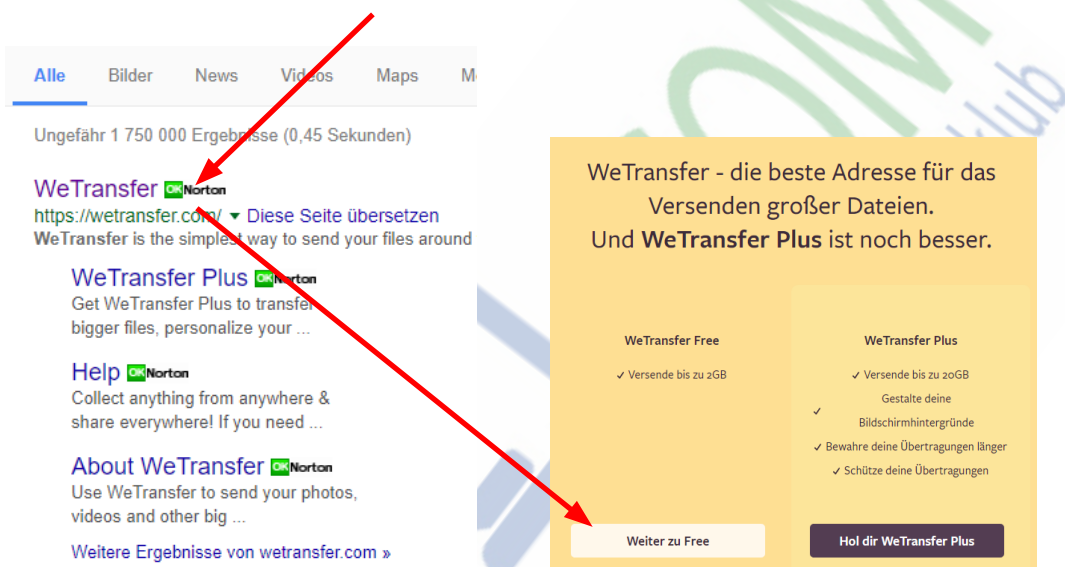 Alle Bilder News Videos Maps
Ungefähr 1 750 000 Ergebnisse (0,45 Sekunden)
WeTransfer OK Norton
https://wetransfer.com/ ▼ Diese Seite übersetzen
WeTransfer is the simplest way to send your files around
WeTransfer Plus OK Norton
Get WeTransfer Plus to transfer
bigger files, personalize your ...
Help OK Norton
Collect anything from anywhere &
share everywhere! If you need ...
About WeTransfer OK Norton
Use WeTransfer to send your photos,
videos and other big ...
Weitere Ergebnisse von wetransfer.com »
WeTransfer - die beste Adresse für das
Versenden großer Dateien.
Und WeTransfer Plus ist noch besser.
WeTransfer Free
✓ Versende bis zu 2GB
Weiter zu Free
WeTransfer Plus
✓ Versende bis zu 20GB
Gestalte deine
✓ Bildschirmhintergründe
✓ Bewahre deine Übertragungen länger
✓ Schütze deine Übertragungen
Hol dir WeTransfer Plus
klub